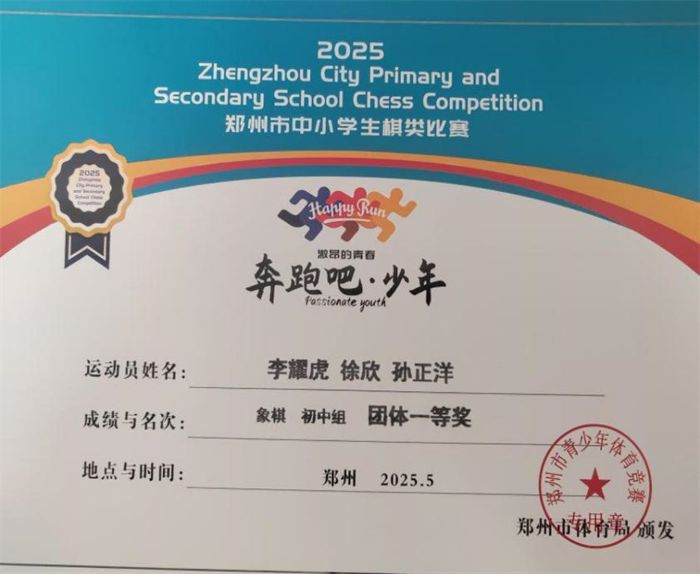 2025
Zhengzhou City Primary and
Secondary School Chess Competition
郑州市中小学生棋类比赛
2025
Zhengzhou
City Primary
and Secondary
School Chess
Competition
Happy Run
激昂的青春
奔跑吧·少年
Passionate youth
运动员姓名: 李耀虎 徐欣 孙正洋
成绩与名次: 象棋 初中组 团体一等奖
地点与时间: 郑州 2025.5
郑州市青少年体育竞赛
专用章
郑州市体育局 颁发